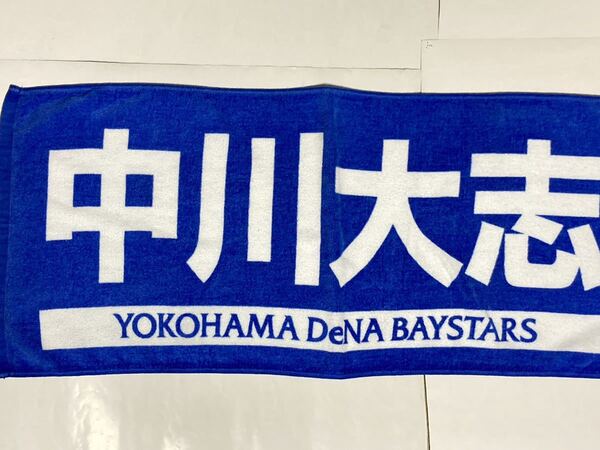 中川大志
YOKOHAMA DeNA BAYSTARS